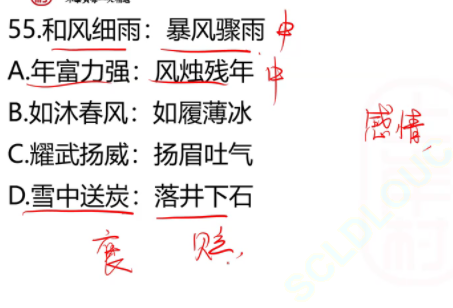 55.和风细雨：暴风骤雨 中
A.年富力强：风烛残年 中
B.如沐春风：如履薄冰
感情
C.耀武扬威：扬眉吐气
D.雪中送炭：落井下石
贬
SCLDLOUC